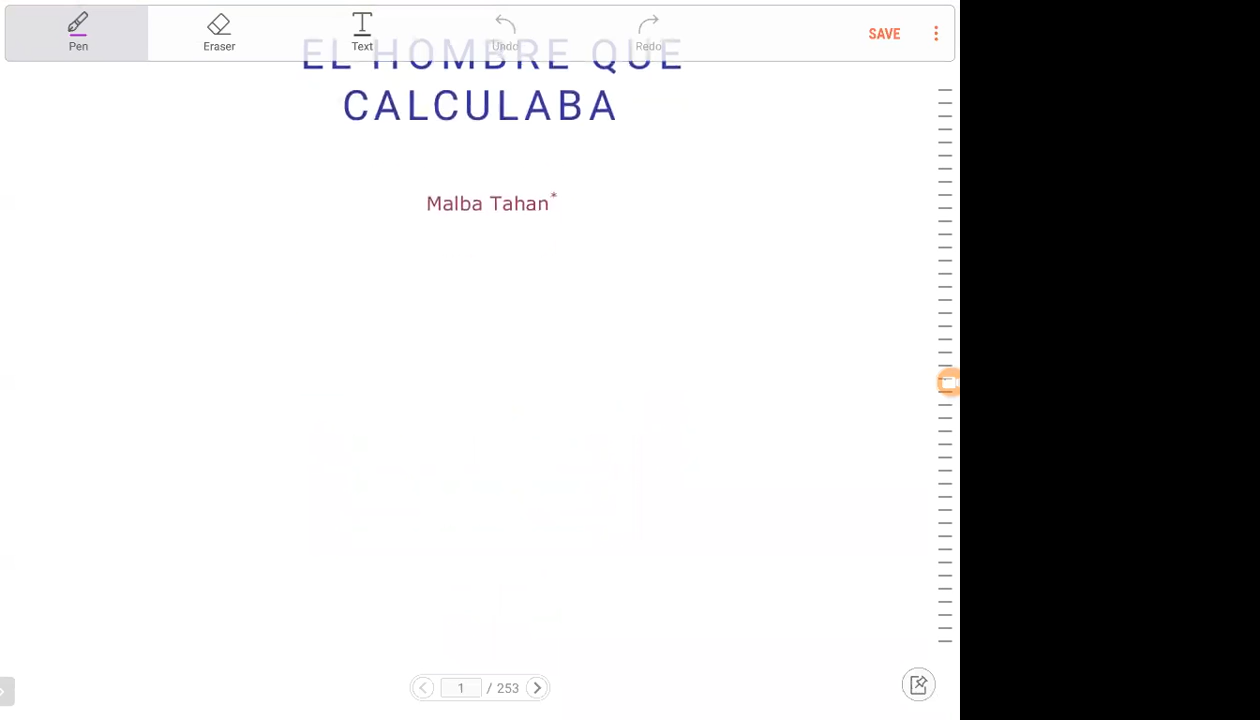 Pen
Eraser
Text
Undo
Redo
SAVE
EL HOMBRE QUE
CALCULABA
Malba Tahan*
1 / 253